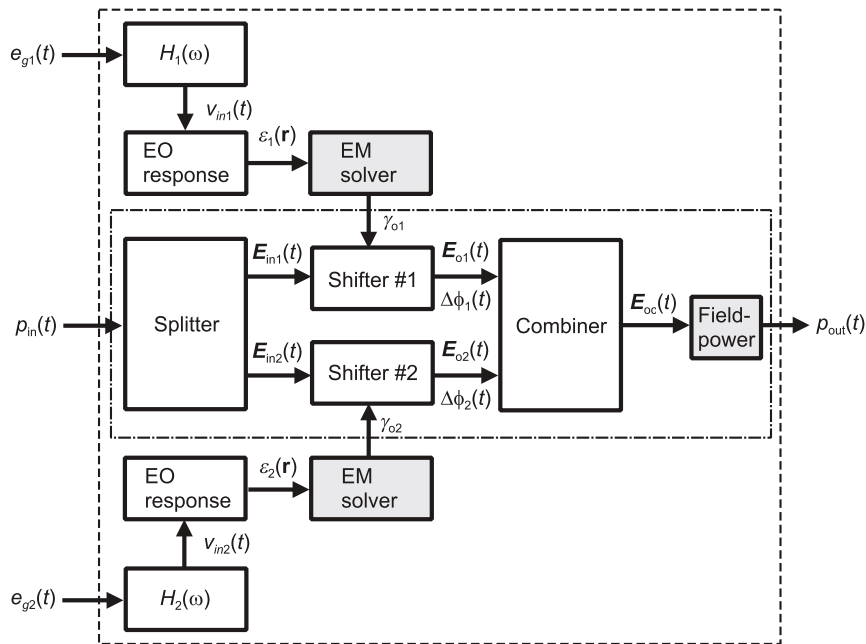 e_g1(t)
H_1(ω)
v_in1(t)
EO
response
ε_1(r)
EM
solver
γ_o1
p_in(t)
Splitter
E_in1(t)
Shifter #1
E_o1(t)
Δϕ_1(t)
E_in2(t)
Shifter #2
E_o2(t)
Δϕ_2(t)
Combiner
E_oc(t)
Field-
power
p_out(t)
γ_o2
EO
response
ε_2(r)
EM
solver
v_in2(t)
e_g2(t)
H_2(ω)